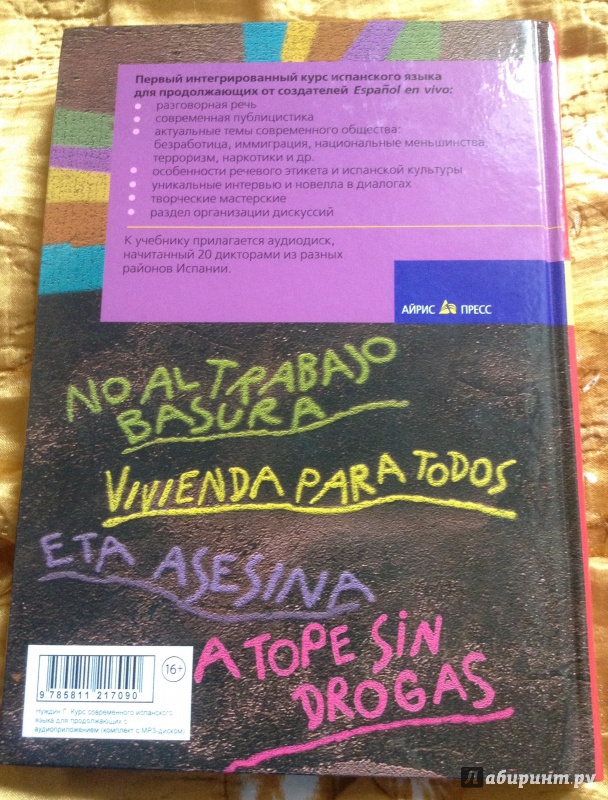 Первый интегрированный курс испанского языка
для продолжающих от создателей Español en vivo:
разговорная речь
современная публицистика
актуальные темы современного общества:
безработица, иммиграция, национальные меньшинства,
терроризм, наркотики и др.
особенности речевого этикета и испанской культуры
уникальные интервью и новелла в диалогах
творческие мастерские
раздел организации дискуссий
К учебнику прилагается аудиодиск,
начитанный 20 дикторами из разных
районов Испании.
АЙРИС ПРЕСС
NO AL TRABAJO
BASURA
VIVIENDA PARA TODOS
ETA ASESINA
A TOPE SIN
DROGAS
16+
9 785811 217090
Нуждин Г. Курс современного испанского
языка для продолжающих с
аудиоприложением (комплект с MP3-диском)
Лабиринт.ру